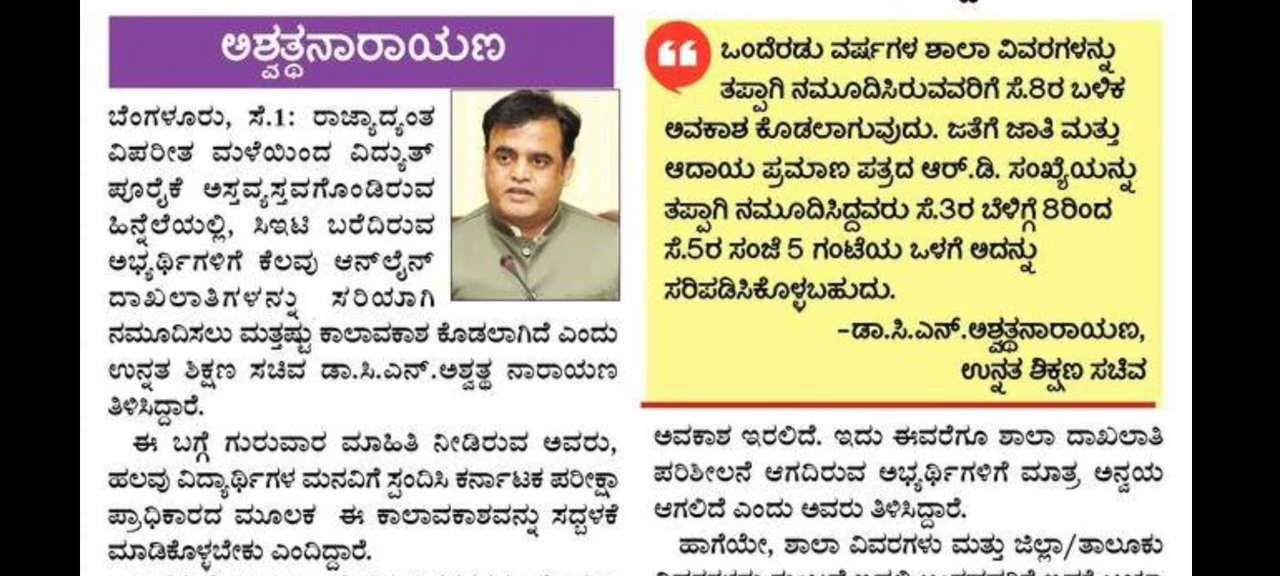 ಅಶ್ವತ್ಥನಾರಾಯಣ
ಬೆಂಗಳೂರು, ಸೆ.1: ರಾಜ್ಯಾದ್ಯಂತ
ವಿಪರೀತ ಮಳೆಯಿಂದ ವಿದ್ಯುತ್
ಪೂರೈಕೆ ಅಸ್ತವ್ಯಸ್ತವಗೊಂಡಿರುವ
ಹಿನ್ನೆಲೆಯಲ್ಲಿ, ಸಿಇಟಿ ಬರೆದಿರುವ
ಅಭ್ಯರ್ಥಿಗಳಿಗೆ ಕೆಲವು ಆನ್‌ಲೈನ್
ದಾಖಲಾತಿಗಳನ್ನು ಸರಿಯಾಗಿ
ನಮೂದಿಸಲು ಮತ್ತಷ್ಟು ಕಾಲಾವಕಾಶ ಕೊಡಲಾಗಿದೆ ಎಂದು
ಉನ್ನತ ಶಿಕ್ಷಣ ಸಚಿವ ಡಾ.ಸಿ.ಎನ್.ಅಶ್ವತ್ಥ ನಾರಾಯಣ
ತಿಳಿಸಿದ್ದಾರೆ.
ಈ ಬಗ್ಗೆ ಗುರುವಾರ ಮಾಹಿತಿ ನೀಡಿರುವ ಅವರು,
ಹಲವು ವಿದ್ಯಾರ್ಥಿಗಳ ಮನವಿಗೆ ಸ್ಪಂದಿಸಿ ಕರ್ನಾಟಕ ಪರೀಕ್ಷಾ
ಪ್ರಾಧಿಕಾರದ ಮೂಲಕ ಈ ಕಾಲಾವಕಾಶವನ್ನು ಸದ್ಬಳಕೆ
ಮಾಡಿಕೊಳ್ಳಬೇಕು ಎಂದಿದ್ದಾರೆ.
ಒಂದೆರಡು ವರ್ಷಗಳ ಶಾಲಾ ವಿವರಗಳನ್ನು
ತಪ್ಪಾಗಿ ನಮೂದಿಸಿರುವವರಿಗೆ ಸೆ.8ರ ಬಳಿಕ
ಅವಕಾಶ ಕೊಡಲಾಗುವುದು. ಜತೆಗೆ ಜಾತಿ ಮತ್ತು
ಆದಾಯ ಪ್ರಮಾಣ ಪತ್ರದ ಆರ್.ಡಿ. ಸಂಖ್ಯೆಯನ್ನು
ತಪ್ಪಾಗಿ ನಮೂದಿಸಿದ್ದವರು ಸೆ.3ರ ಬೆಳಿಗ್ಗೆ 8ರಿಂದ
ಸೆ.5ರ ಸಂಜೆ 5 ಗಂಟೆಯ ಒಳಗೆ ಅದನ್ನು
ಸರಿಪಡಿಸಿಕೊಳ್ಳಬಹುದು.
-ಡಾ.ಸಿ.ಎನ್.ಅಶ್ವತ್ಥನಾರಾಯಣ,
ಉನ್ನತ ಶಿಕ್ಷಣ ಸಚಿವ
ಅವಕಾಶ ಇರಲಿದೆ. ಇದು ಈವರೆಗೂ ಶಾಲಾ ದಾಖಲಾತಿ
ಪರಿಶೀಲನೆ ಆಗದಿರುವ ಅಭ್ಯರ್ಥಿಗಳಿಗೆ ಮಾತ್ರ ಅನ್ವಯ
ಆಗಲಿದೆ ಎಂದು ಅವರು ತಿಳಿಸಿದ್ದಾರೆ.
ಹಾಗೆಯೇ, ಶಾಲಾ ವಿವರಗಳು ಮತ್ತು ಜಿಲ್ಲಾ/ತಾಲೂಕು